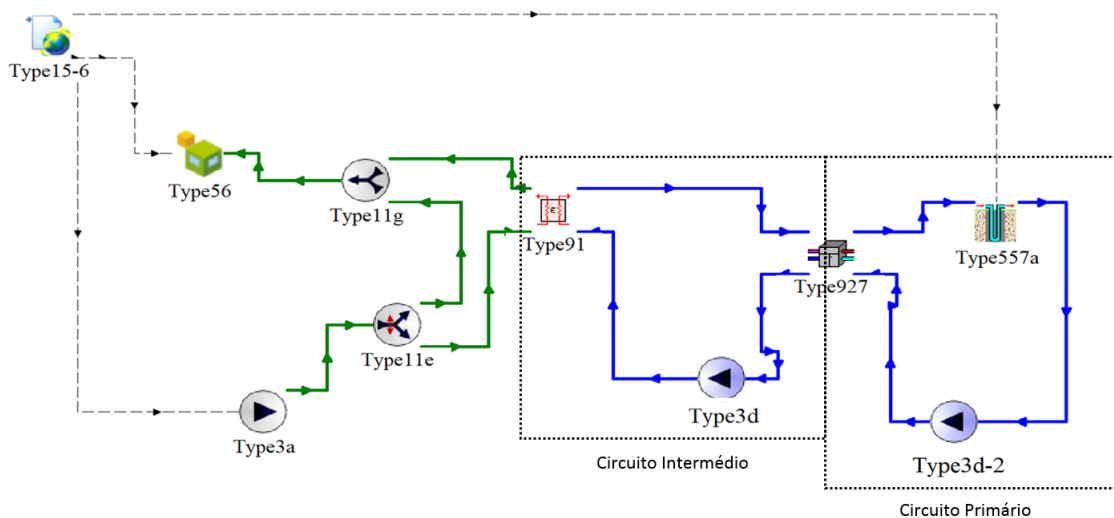 Type15-6
Type56
Type11g
Type91
Type557a
Type927
Type11e
Type3d
Type3a
Type3d-2
Circuito Intermédio
Circuito Primário